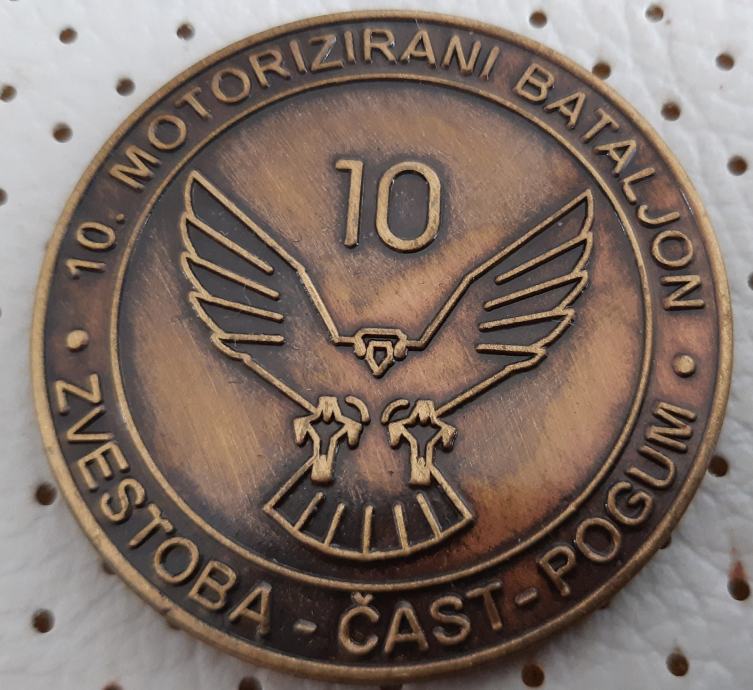 10. MOTORIZIRANI BATALJON
10
• ZVESTOBA - ČAST - POGUM •